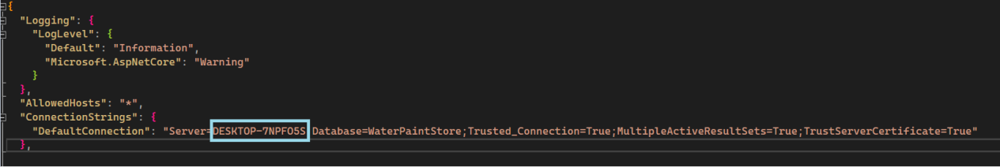 {
"Logging": {
"LogLevel": {
"Default": "Information",
"Microsoft.AspNetCore": "Warning"
}
},
"AllowedHosts": "*",
"ConnectionStrings": {
"DefaultConnection": "Server=DESKTOP-7NPFO5S Database=WaterPaintStore;Trusted_Connection=True;MultipleActiveResultSets=True;TrustServerCertificate=True"
},